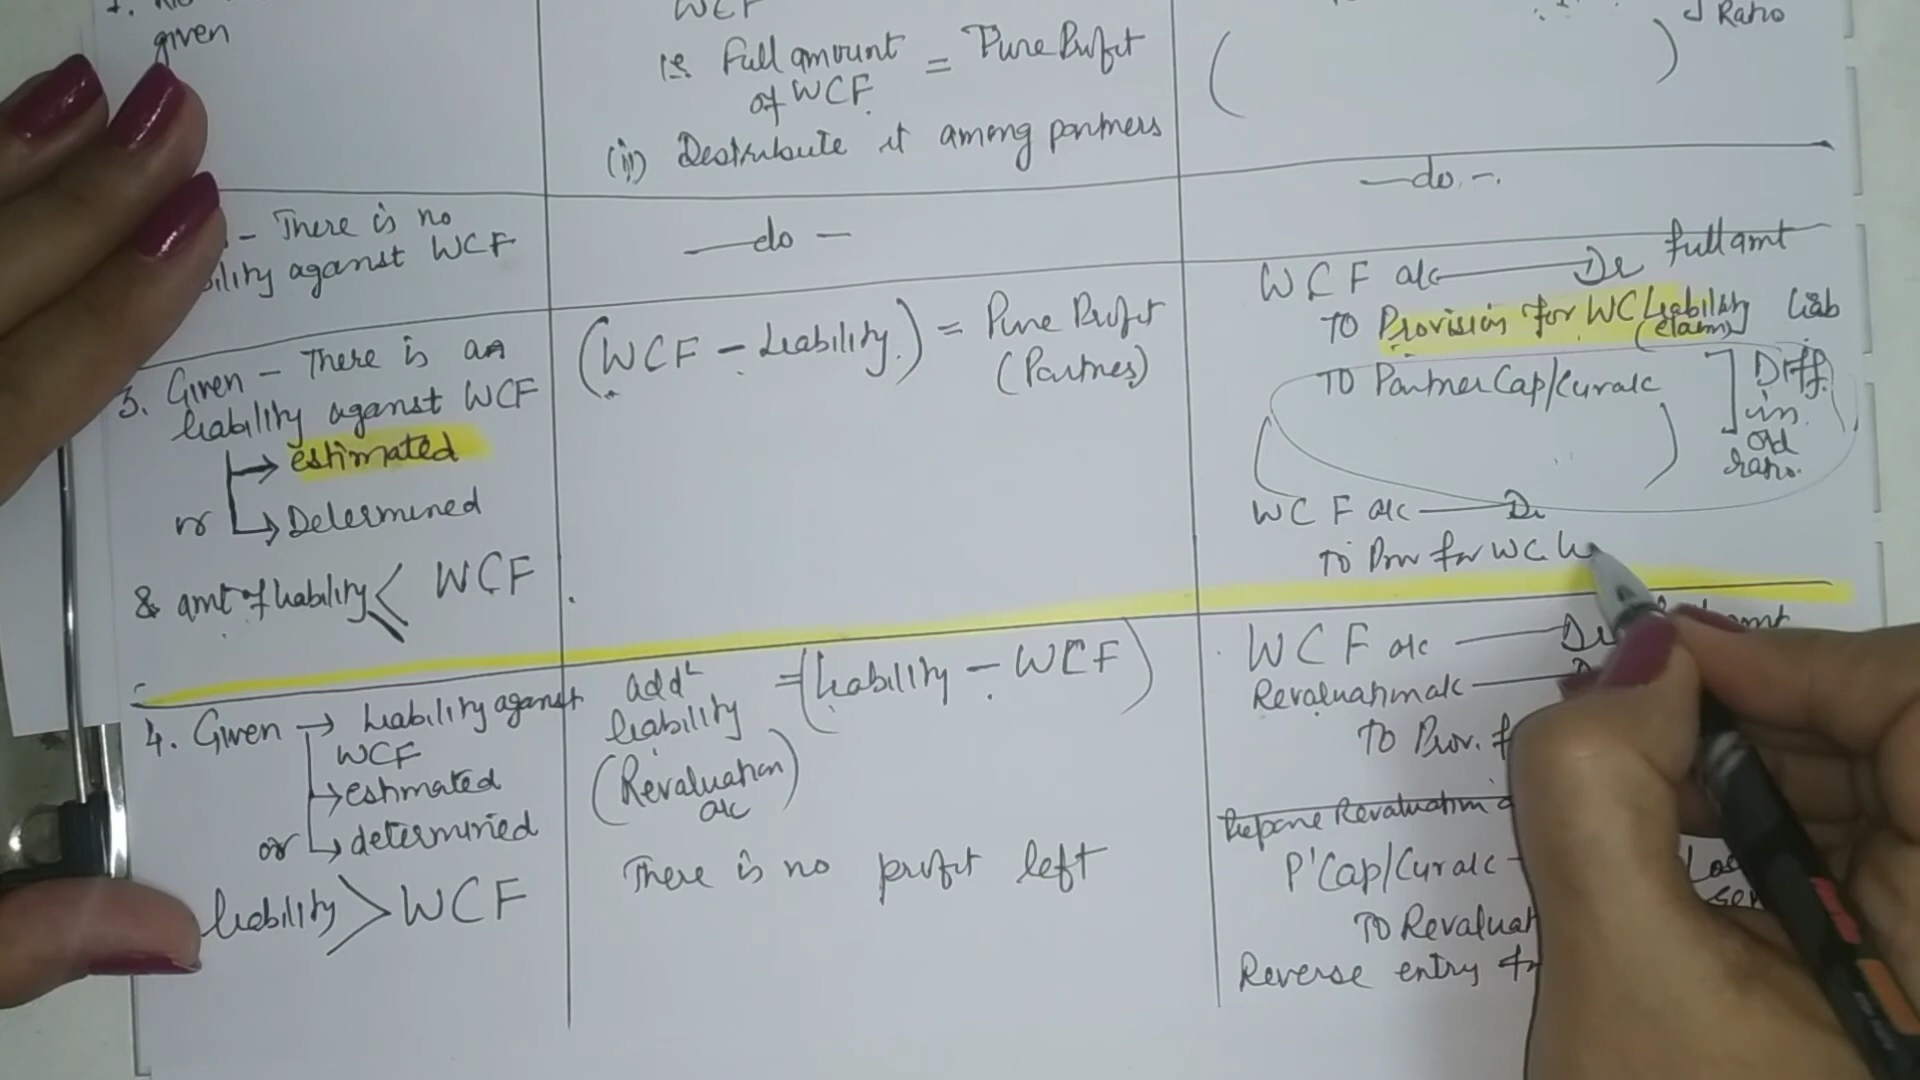 given
WCF
is Full amount = Pure Profit
of WCF
(ii) Destribute it among partners
Ratio
( )
- There is no
ility against WCF
—do—
—do.—.
3. Given - There is an
liability against WCF
→ estimated
or → Determined
& amt of liability < WCF
(WCF - Liability) = Pure Profit
(Partners)
WCF a/c —— Dr full amt
To Provision for WC Liability Liab
(claim)
To Partner Cap/Cur a/c ] Diff.
in
old
ratio.
WCF a/c —— Dr
To Prov for WC
4. Given → Liability against
WCF
→ estimated
or → determined
liability > WCF
addl =(Liability - WCF)
liability
(Revaluation
a/c)
There is no profit left
WCF a/c —— Dr
Revaluation a/c ——
To Prov. f
Prepare Revaluation a
P'Cap/Cur a/c -
To Revaluat
Reverse entry f